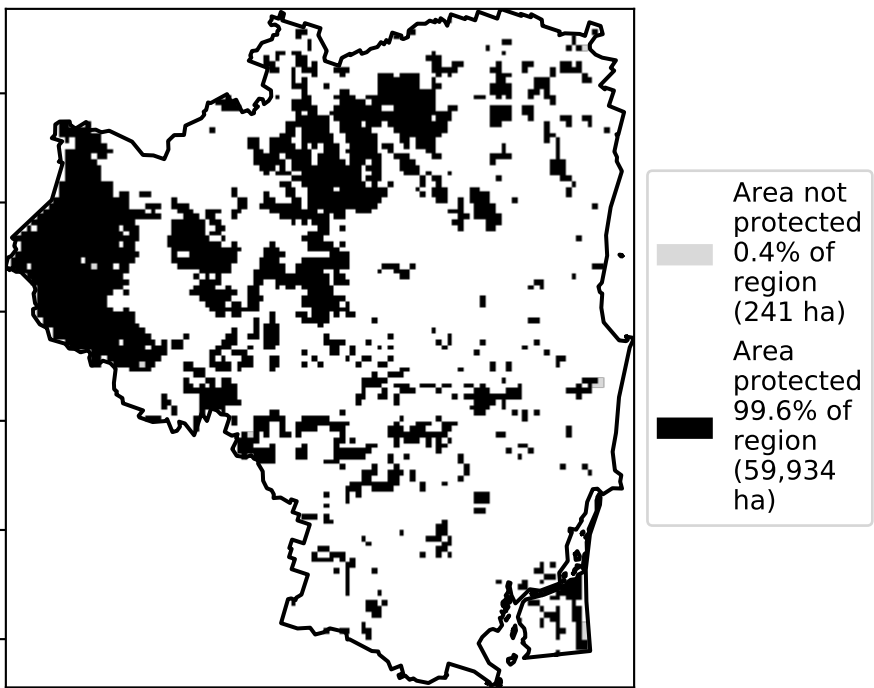 Area not
protected
0.4% of
region
(241 ha)
Area
protected
99.6% of
region
(59,934
ha)